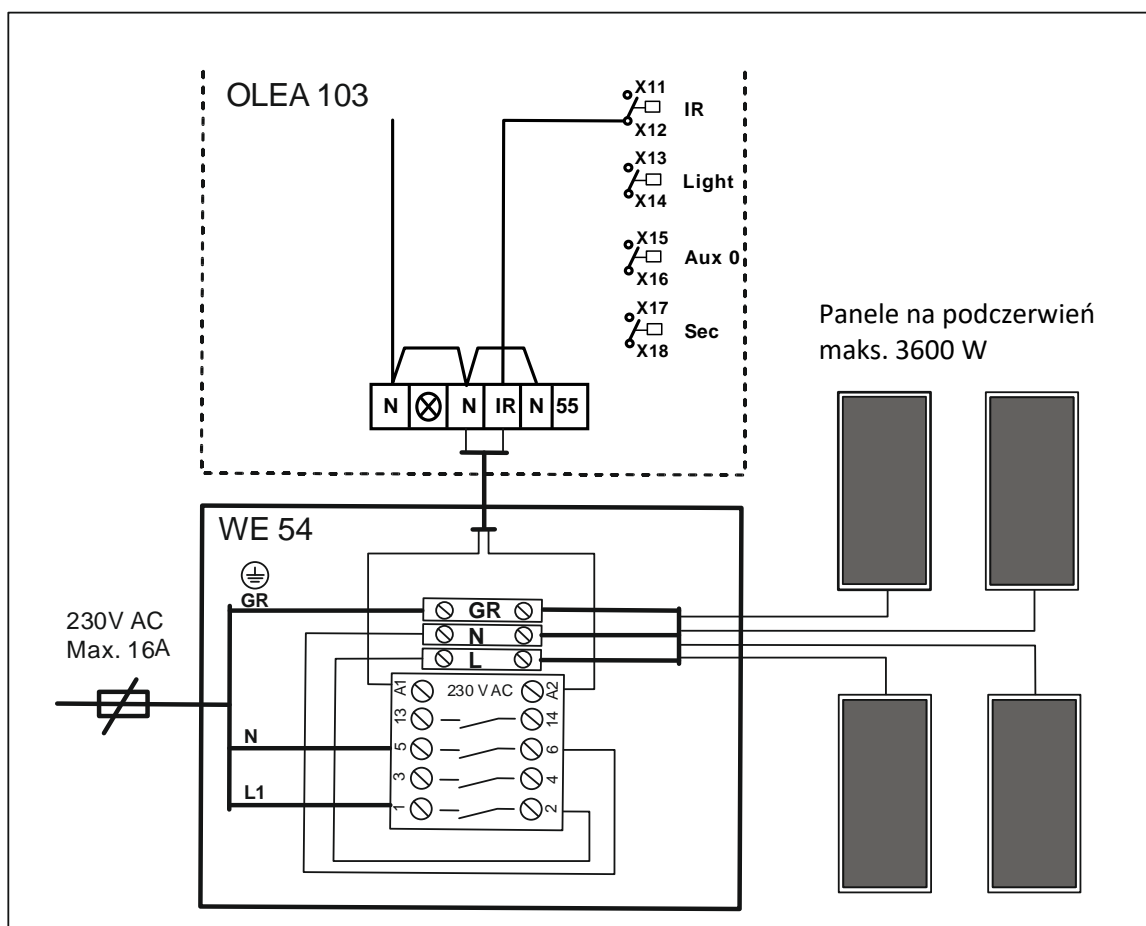 OLEA 103
X11
IR
X12
X13
Light
X14
X15
Aux 0
X16
X17
Sec
X18
Panele na podczerwień
maks. 3600 W
N N IR N 55
WE 54
GR
230V AC
Max. 16A
GR
N
L
A1 230 V AC A2
13 14
N
5 6
3 4
L1
1 2